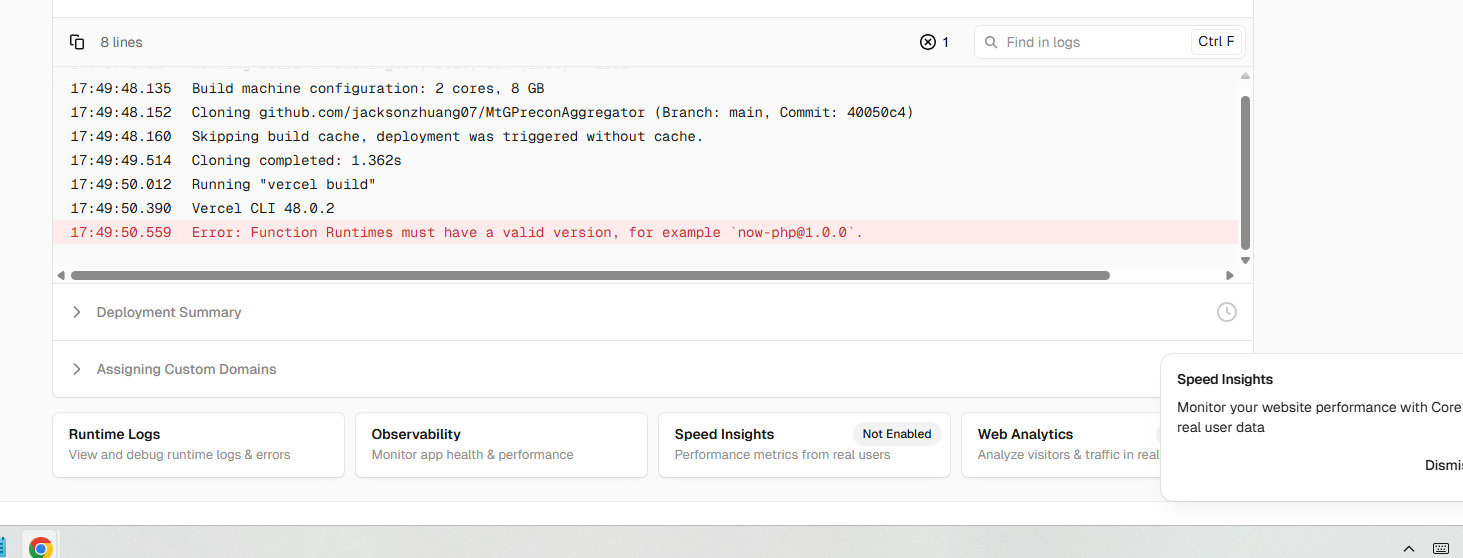 8 lines
1
Find in logs
Ctrl F
17:49:48.135 Build machine configuration: 2 cores, 8 GB
17:49:48.152 Cloning github.com/jacksonzhuang07/MtGPreconAggregator (Branch: main, Commit: 40050c4)
17:49:48.160 Skipping build cache, deployment was triggered without cache.
17:49:49.514 Cloning completed: 1.362s
17:49:50.012 Running "vercel build"
17:49:50.390 Vercel CLI 48.0.2
17:49:50.559 Error: Function Runtimes must have a valid version, for example `now-php@1.0.0`.
Deployment Summary
Assigning Custom Domains
Runtime Logs
View and debug runtime logs & errors
Observability
Monitor app health & performance
Speed Insights
Not Enabled
Performance metrics from real users
Web Analytics
Analyze visitors & traffic in real
Speed Insights
Monitor your website performance with Core
real user data
Dismis